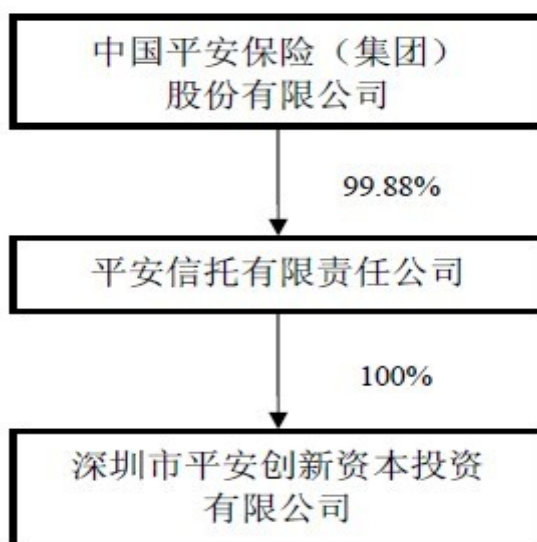 中国平安保险（集团）
股份有限公司
99.88%
平安信托有限责任公司
100%
深圳市平安创新资本投资
有限公司